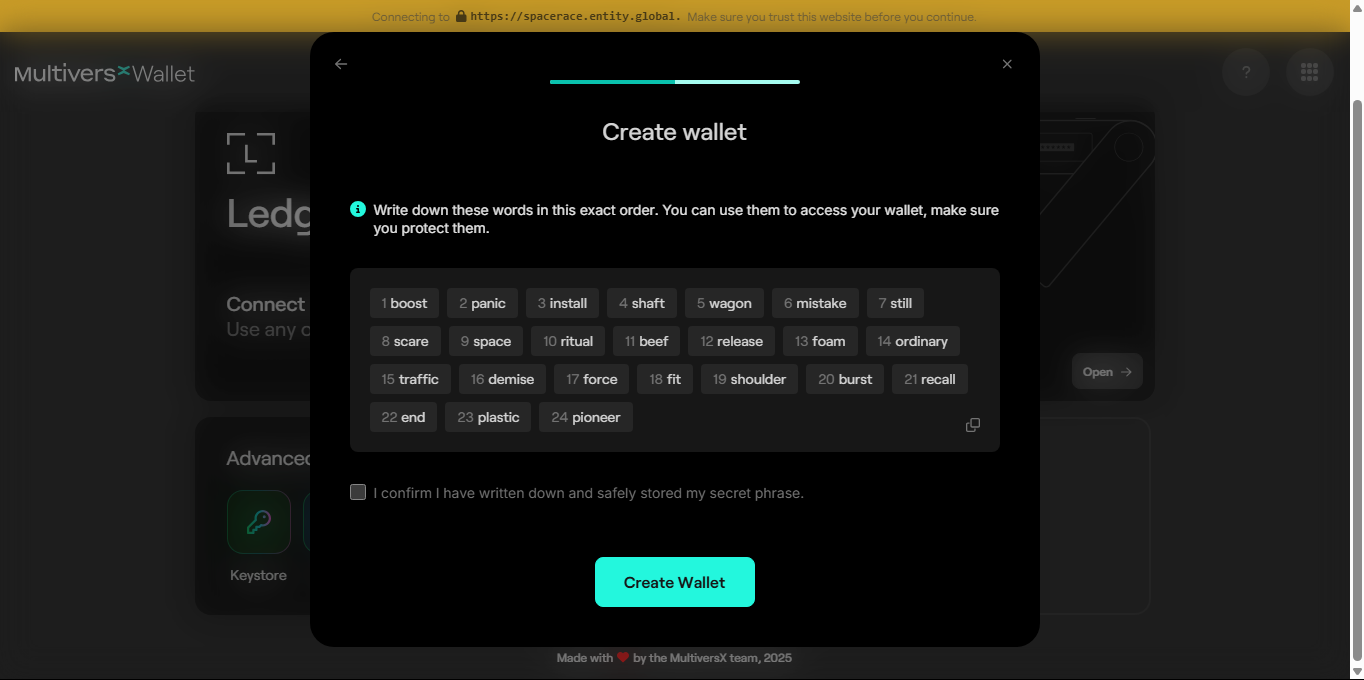 Connecting to https://spacerace.entity.global. Make sure you trust this website before you continue.
MultiversX Wallet
?
Create wallet
L
Ledg
Write down these words in this exact order. You can use them to access your wallet, make sure
you protect them.
1 boost 2 panic 3 install 4 shaft 5 wagon 6 mistake 7 still
8 scare 9 space 10 ritual 11 beef 12 release 13 foam 14 ordinary
15 traffic 16 demise 17 force 18 fit 19 shoulder 20 burst 21 recall
22 end 23 plastic 24 pioneer
Connect
Use any
Open
Advanced
I confirm I have written down and safely stored my secret phrase.
Keystore
Create Wallet
Made with ❤ by the MultiversX team, 2025